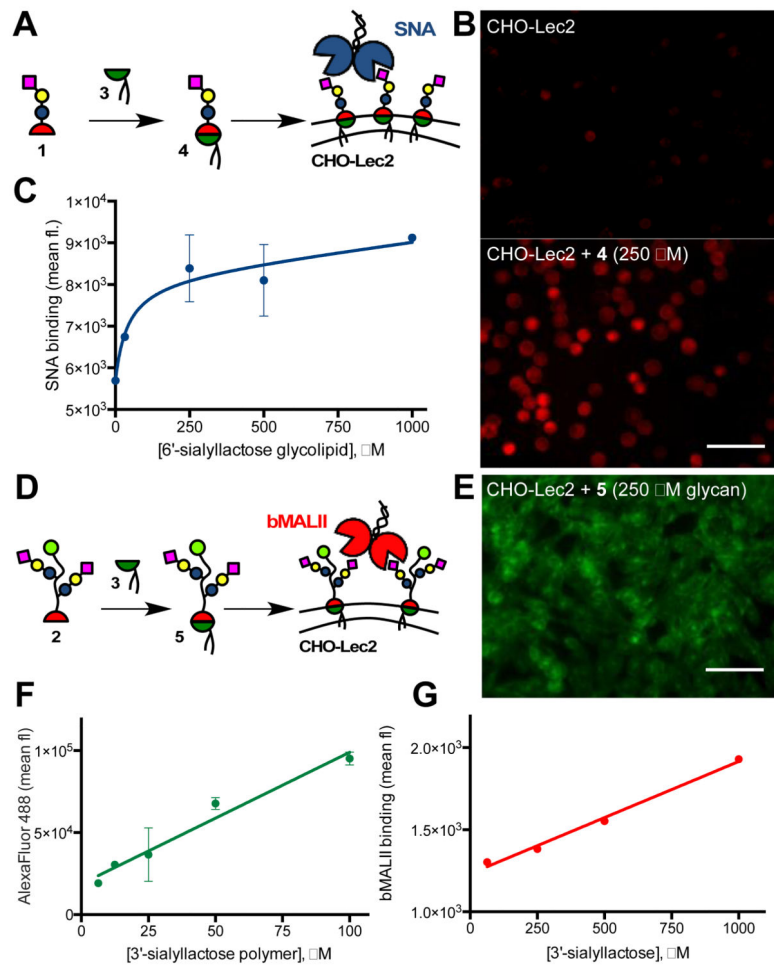 A
SNA
3
1
4
CHO-Lec2
B
CHO-Lec2
CHO-Lec2 + 4 (250 □M)
C
SNA binding (mean fl.)
1×10⁴
9×10³
8×10³
7×10³
6×10³
5×10³
0
250
500
750
1000
[6'-sialyllactose glycolipid], □M
D
bMALII
3
2
5
CHO-Lec2
E
CHO-Lec2 + 5 (250 □M glycan)
F
AlexaFluor 488 (mean fl)
1×10⁵
5×10⁴
0
0
25
50
75
100
[3'-sialyllactose polymer], □M
G
bMALII binding (mean fl)
2.0×10³
1.5×10³
1.0×10³
0
250
500
750
1000
[3'-sialyllactose], □M